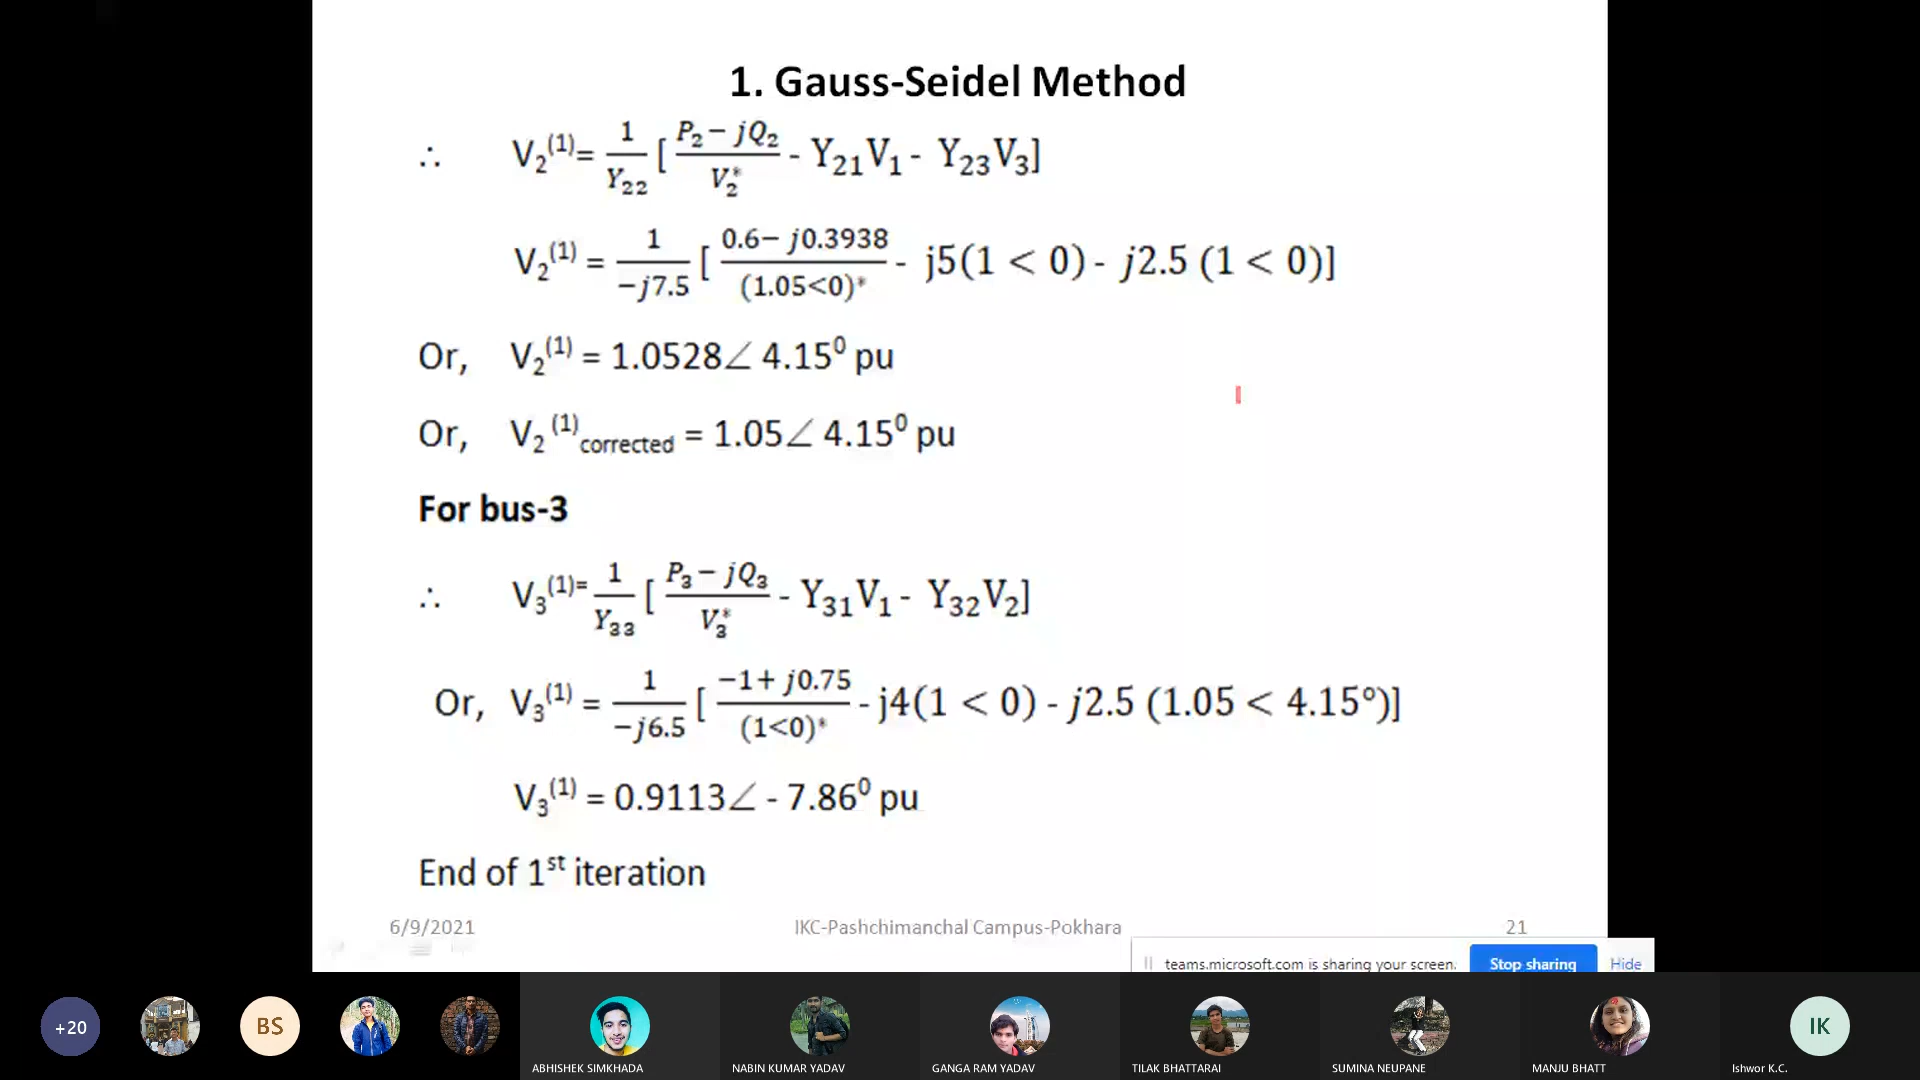 1. Gauss-Seidel Method
∴ V₂⁽¹⁾= 1/Y₂₂ [ (P₂ − jQ₂)/V₂* - Y₂₁V₁ - Y₂₃V₃]
V₂⁽¹⁾ = 1/−j7.5 [ (0.6− j0.3938)/(1.05<0)* - j5(1 < 0) - j2.5 (1 < 0)]
Or, V₂⁽¹⁾ = 1.0528∠ 4.15⁰ pu
Or, V₂ ⁽¹⁾corrected = 1.05∠ 4.15⁰ pu
For bus-3
∴ V₃⁽¹⁾⁼ 1/Y₃₃ [ (P₃ − jQ₃)/V₃* - Y₃₁V₁ - Y₃₂V₂]
Or, V₃⁽¹⁾ = 1/−j6.5 [ (−1+ j0.75)/(1<0)* - j4(1 < 0) - j2.5 (1.05 < 4.15°)]
V₃⁽¹⁾ = 0.9113∠ - 7.86⁰ pu
End of 1ˢᵗ iteration
6/9/2021 IKC-Pashchimanchal Campus-Pokhara 21
teams.microsoft.com is sharing your screen. Stop sharing Hide
+20 BS IK
ABHISHEK SIMKHADA NABIN KUMAR YADAV GANGA RAM YADAV TILAK BHATTARAI SUMINA NEUPANE MANJU BHATT Ishwor K.C.